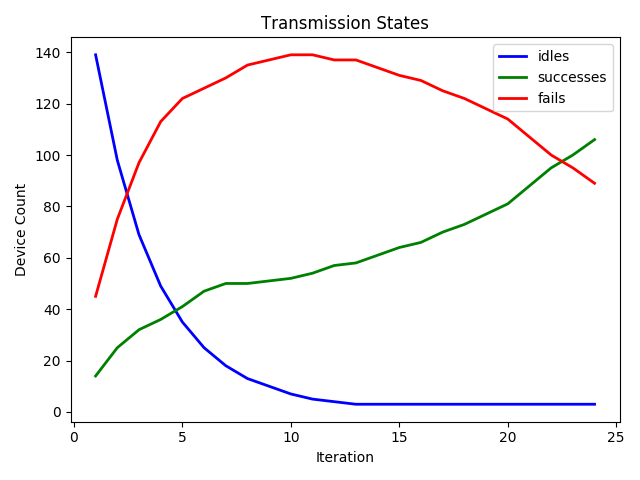 Transmission States
idles
successes
fails
Device Count
140
120
100
80
60
40
20
0
0 5 10 15 20 25
Iteration